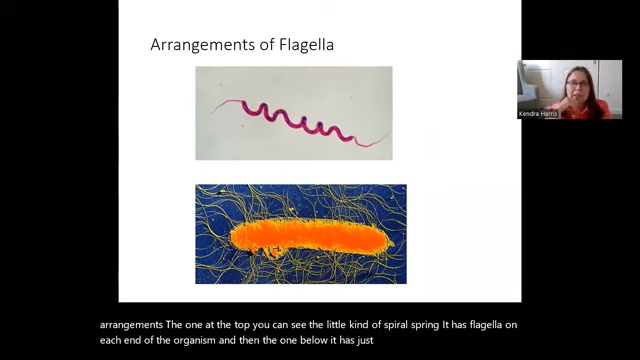 Arrangements of Flagella
Kendra Harris
arrangements The one at the top you can see the little kind of spiral spring It has flagella on
each end of the organism and then the one below it has just